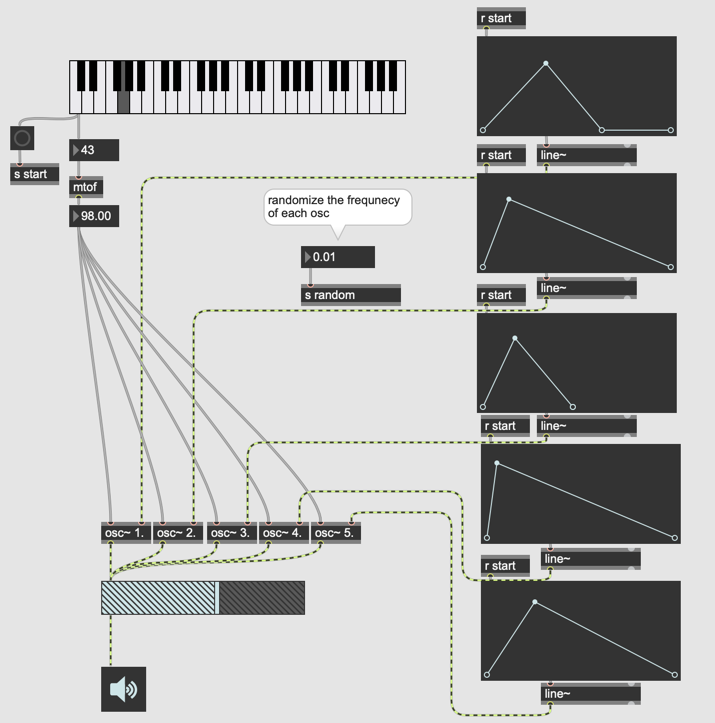 r start
43
s start
mtof
98.00
randomize the frequnecy
of each osc
0.01
s random
r start
line~
r start
line~
r start
line~
osc~ 1.
osc~ 2.
osc~ 3.
osc~ 4.
osc~ 5.
r start
line~
line~